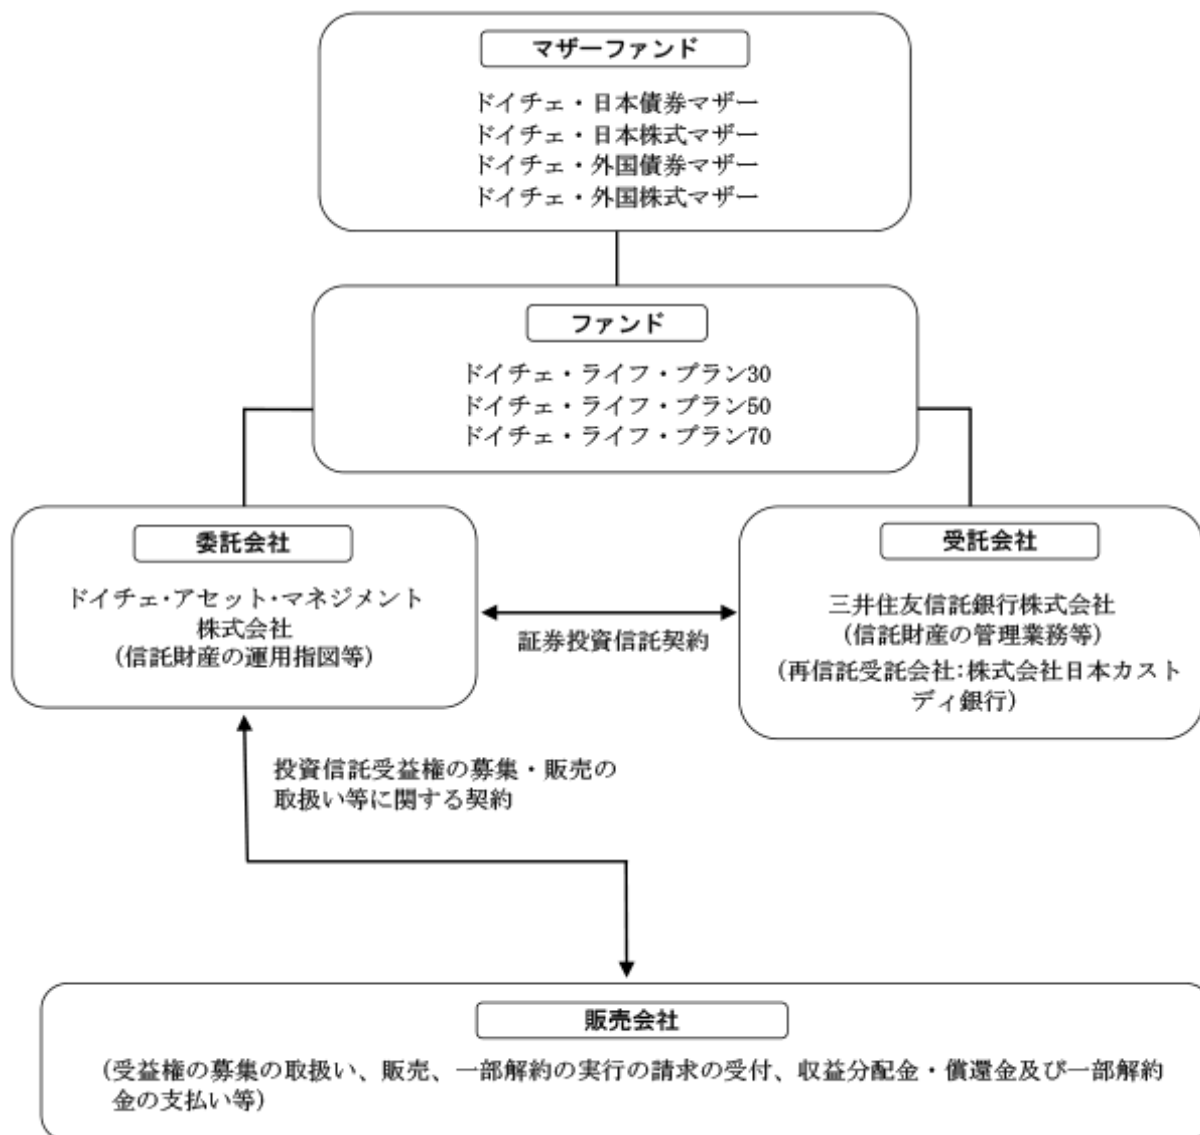 マザーファンド
ドイチェ・日本債券マザー
ドイチェ・日本株式マザー
ドイチェ・外国債券マザー
ドイチェ・外国株式マザー
ファンド
ドイチェ・ライフ・プラン30
ドイチェ・ライフ・プラン50
ドイチェ・ライフ・プラン70
委託会社
ドイチェ・アセット・マネジメント
株式会社
(信託財産の運用指図等)
証券投資信託契約
受託会社
三井住友信託銀行株式会社
(信託財産の管理業務等)
(再信託受託会社:株式会社日本カスト
ディ銀行)
投資信託受益権の募集・販売の
取扱い等に関する契約
販売会社
(受益権の募集の取扱い、販売、一部解約の実行の請求の受付、収益分配金・償還金及び一部解約
金の支払い等)